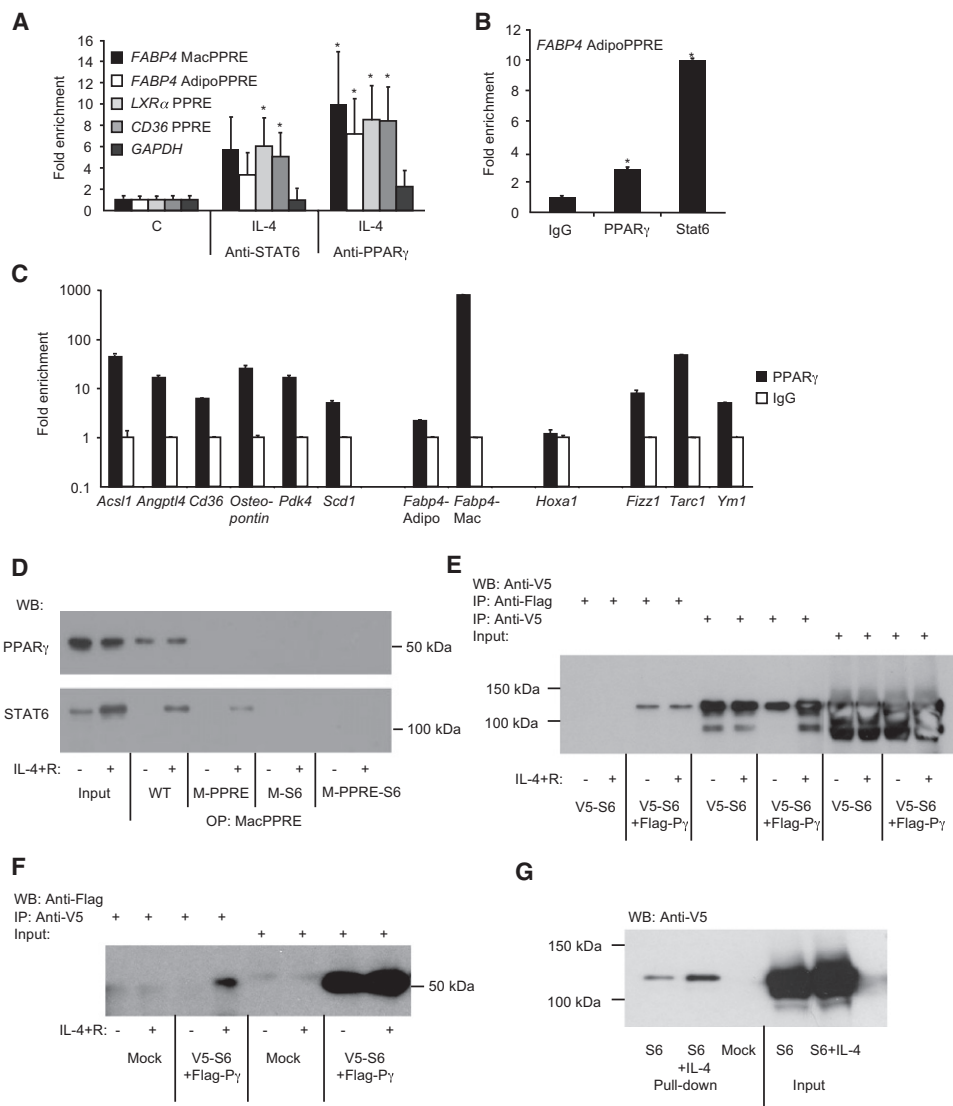 A
16
14
12
10
8
6
4
2
0
Fold enrichment
FABP4 MacPPRE
FABP4 AdipoPPRE
LXRα PPRE
CD36 PPRE
GAPDH
* * * * * *
C IL-4 IL-4
Anti-STAT6 Anti-PPARγ
B
12
10
8
6
4
2
0
Fold enrichment
FABP4 AdipoPPRE
* *
IgG PPARγ Stat6
C
1000
100
10
1
0.1
Fold enrichment
PPARγ
IgG
Acsl1 Angptl4 Cd36 Osteo- Pdk4 Scd1 Fabp4- Fabp4- Hoxa1 Fizz1 Tarc1 Ym1
pontin Adipo Mac
D
WB:
PPARγ
50 kDa
STAT6
100 kDa
IL-4+R: - + - + - + - + - +
Input WT M-PPRE M-S6 M-PPRE-S6
OP: MacPPRE
E
WB: Anti-V5
IP: Anti-Flag + + + +
IP: Anti-V5 + + + +
Input: + + + +
150 kDa
100 kDa
IL-4+R: - + - + - + - + - + - +
V5-S6 V5-S6 V5-S6 V5-S6 V5-S6 V5-S6
+Flag-Pγ +Flag-Pγ +Flag-Pγ
F
WB: Anti-Flag
IP: Anti-V5 + + + +
Input: + + + +
50 kDa
IL-4+R: - + - + - + - +
Mock V5-S6 Mock V5-S6
+Flag-Pγ +Flag-Pγ
G
WB: Anti-V5
150 kDa
100 kDa
S6 S6 Mock S6 S6+IL-4
+IL-4
Pull-down Input